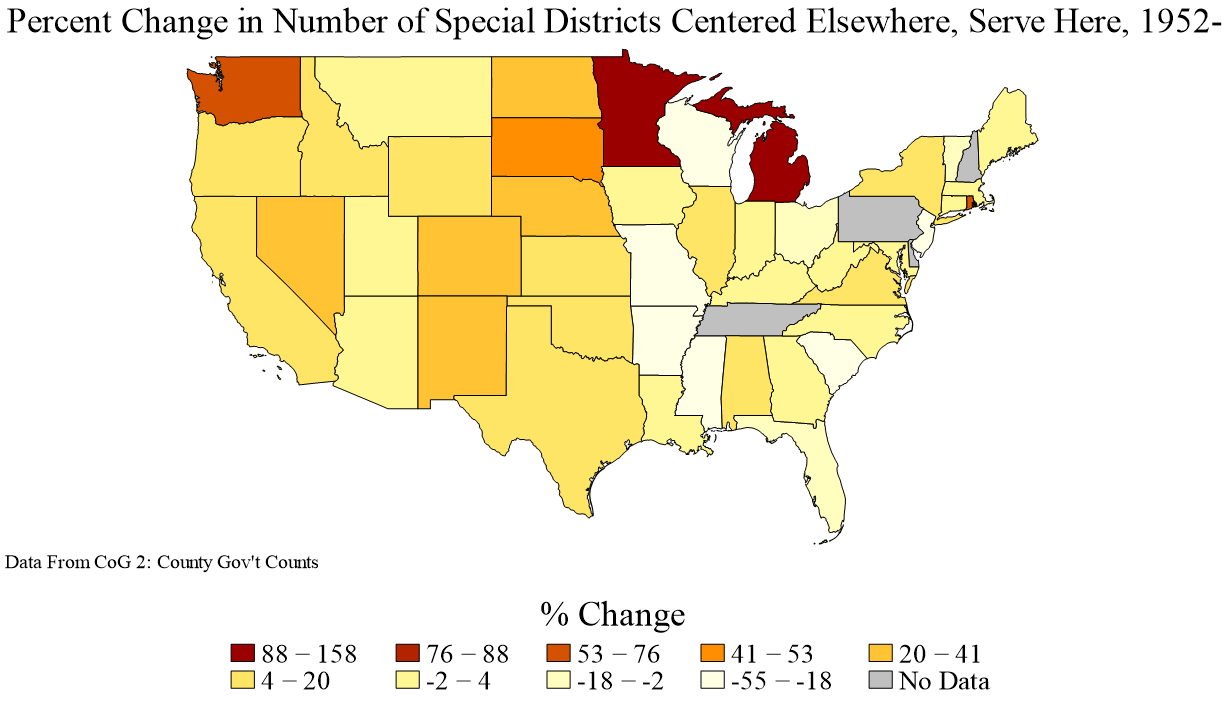 Percent Change in Number of Special Districts Centered Elsewhere, Serve Here, 1952-
Data From CoG 2: County Gov't Counts
% Change
88 – 158 76 – 88 53 – 76 41 – 53 20 – 41
4 – 20 -2 – 4 -18 – -2 -55 – -18 No Data